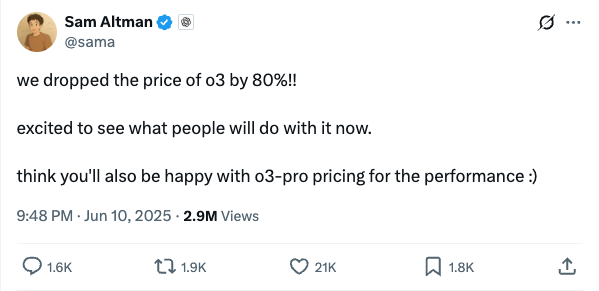 Sam Altman
@sama
we dropped the price of o3 by 80%!!
excited to see what people will do with it now.
think you'll also be happy with o3-pro pricing for the performance :)
9:48 PM · Jun 10, 2025 · 2.9M Views
1.6K 1.9K 21K 1.8K